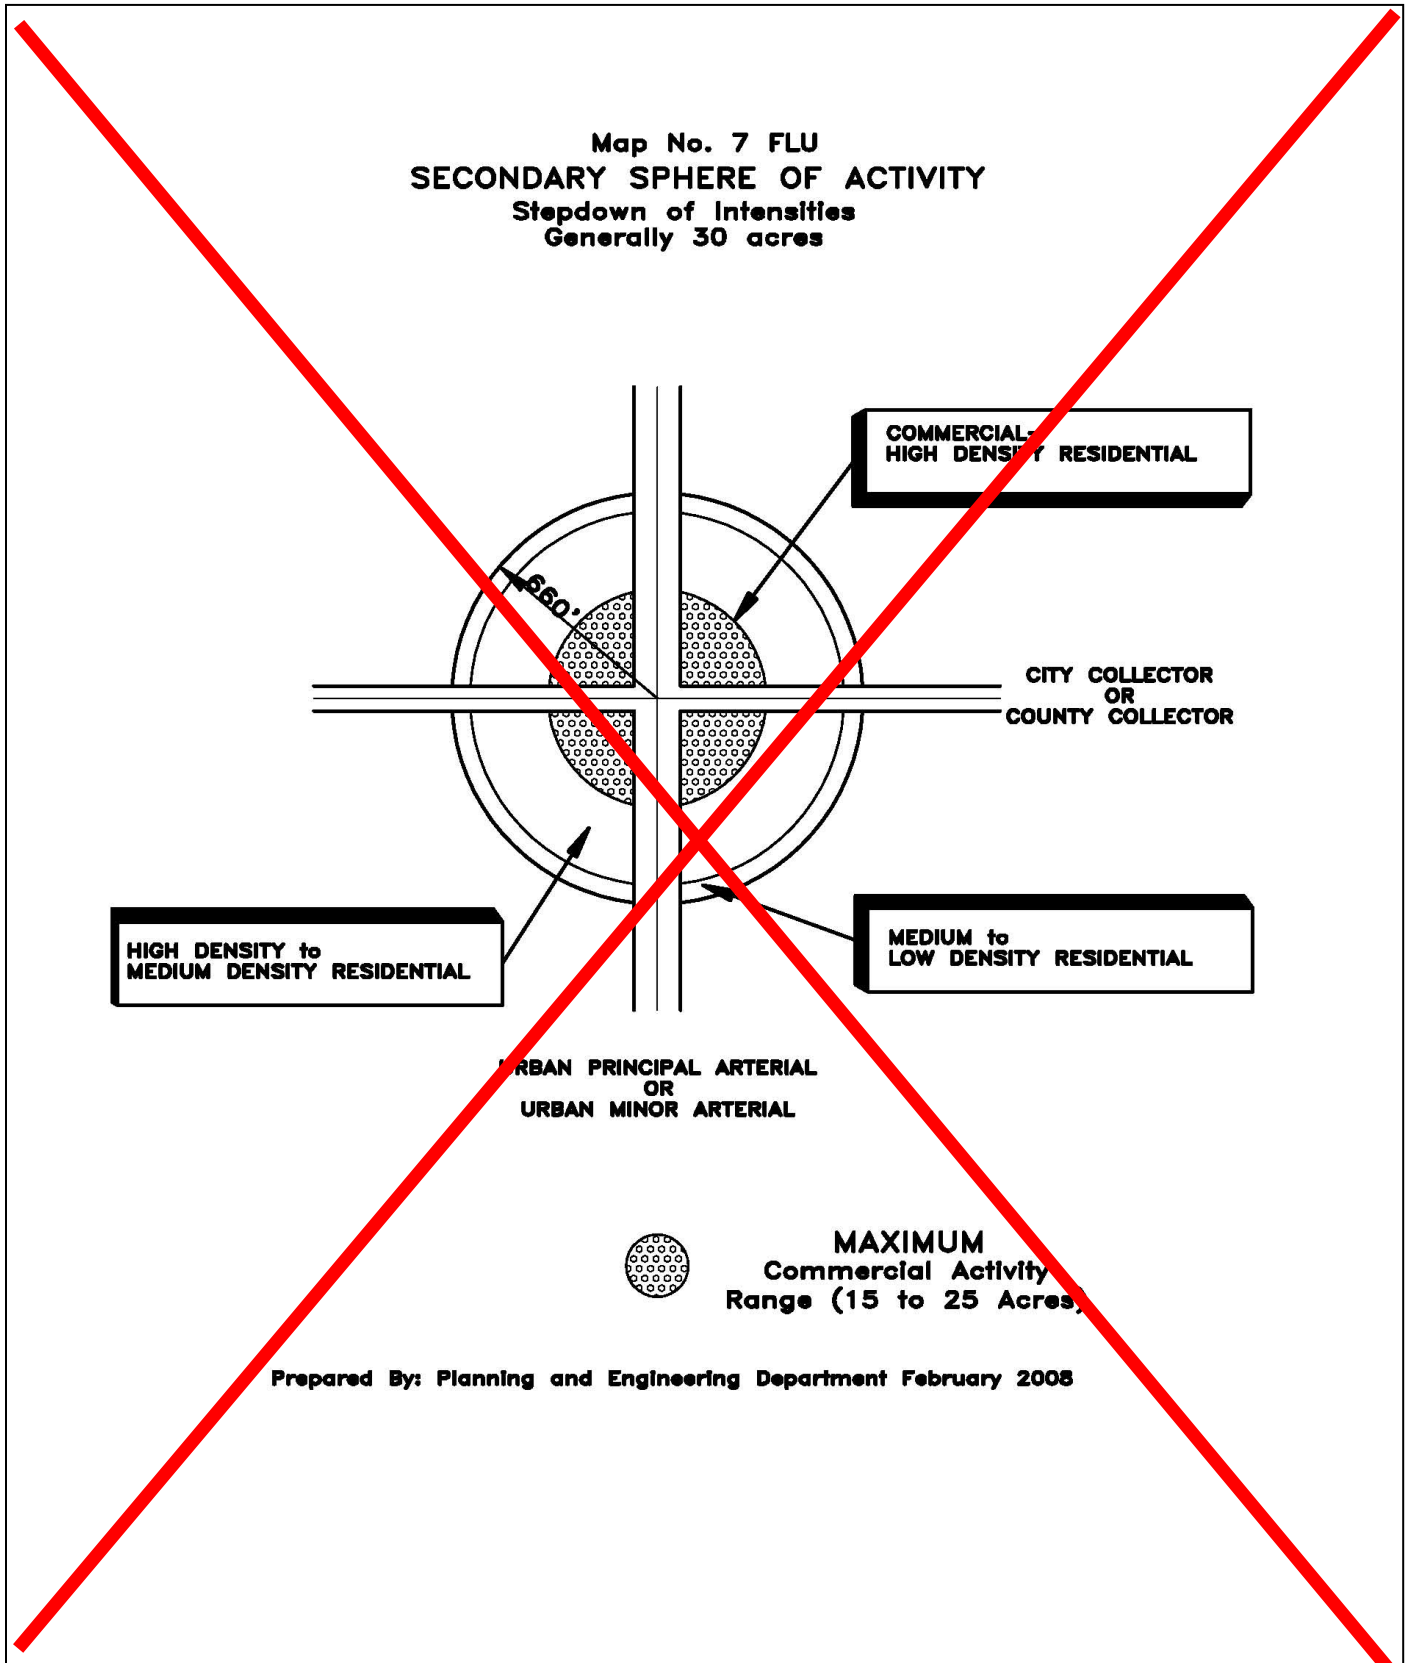 Map No. 7 FLU
SECONDARY SPHERE OF ACTIVITY
Stepdown of Intensities
Generally 30 acres
COMMERCIAL-
HIGH DENSITY RESIDENTIAL
660'
CITY COLLECTOR
OR
COUNTY COLLECTOR
HIGH DENSITY to
MEDIUM DENSITY RESIDENTIAL
MEDIUM to
LOW DENSITY RESIDENTIAL
URBAN PRINCIPAL ARTERIAL
OR
URBAN MINOR ARTERIAL
MAXIMUM
Commercial Activity
Range (15 to 25 Acres)
Prepared By: Planning and Engineering Department February 2008